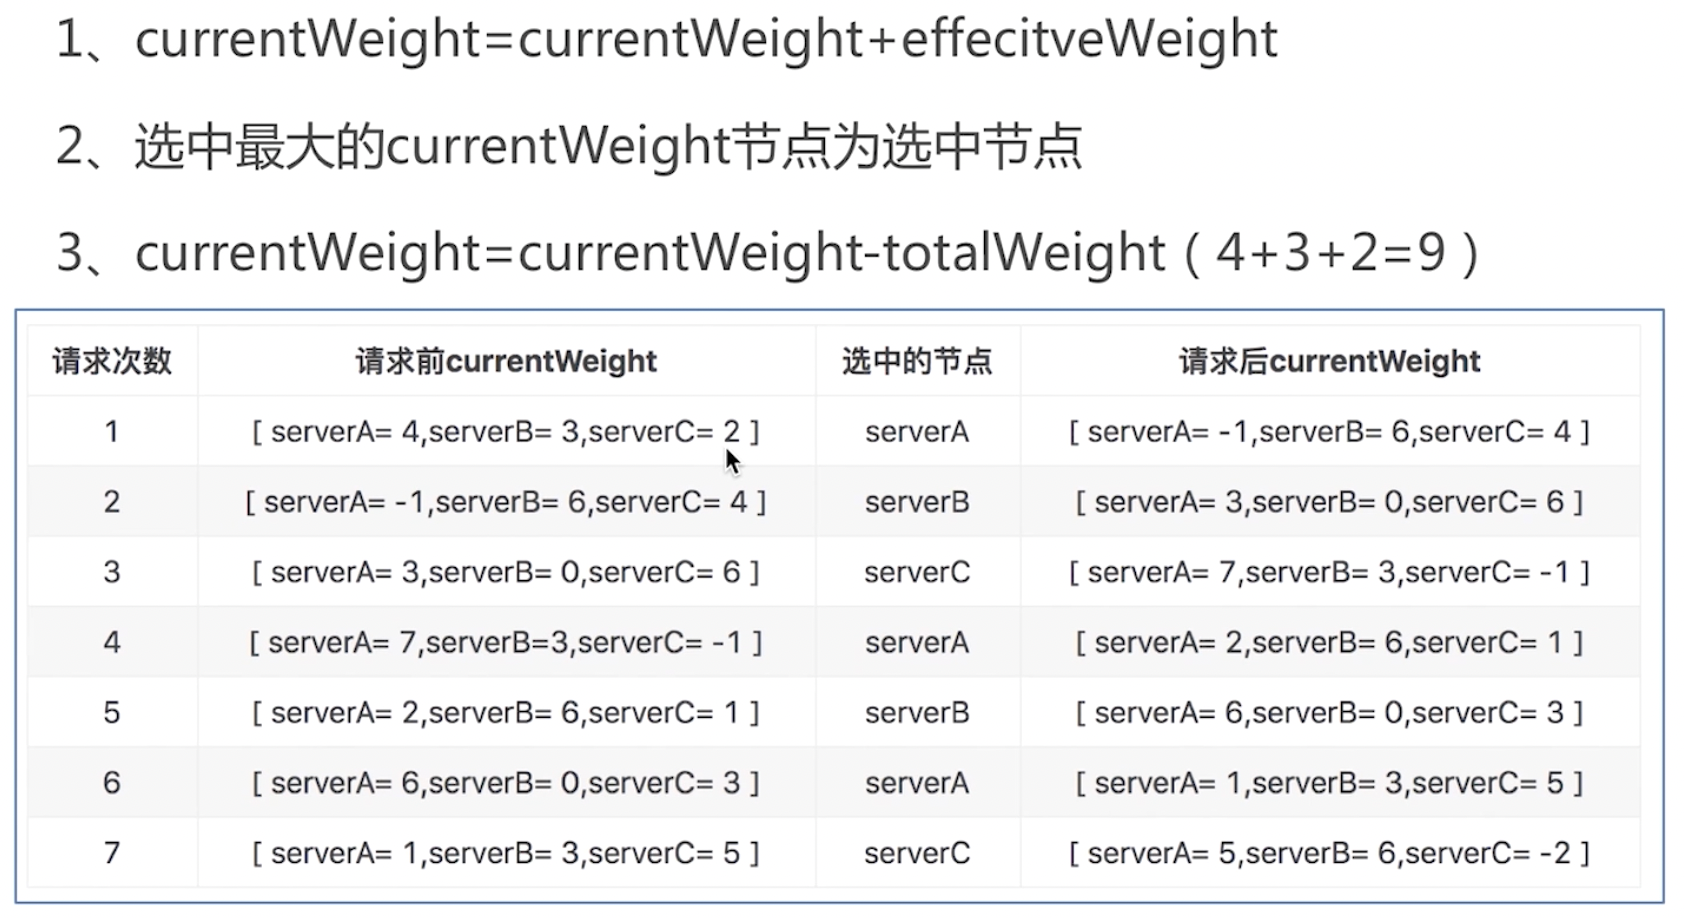 1、currentWeight=currentWeight+effecitveWeight
2、选中最大的currentWeight节点为选中节点
3、currentWeight=currentWeight-totalWeight（4+3+2=9）
请求次数 请求前currentWeight 选中的节点 请求后currentWeight
1 [ serverA= 4,serverB= 3,serverC= 2 ] serverA [ serverA= -1,serverB= 6,serverC= 4 ]
2 [ serverA= -1,serverB= 6,serverC= 4 ] serverB [ serverA= 3,serverB= 0,serverC= 6 ]
3 [ serverA= 3,serverB= 0,serverC= 6 ] serverC [ serverA= 7,serverB= 3,serverC= -1 ]
4 [ serverA= 7,serverB=3,serverC= -1 ] serverA [ serverA= 2,serverB= 6,serverC= 1 ]
5 [ serverA= 2,serverB= 6,serverC= 1 ] serverB [ serverA= 6,serverB= 0,serverC= 3 ]
6 [ serverA= 6,serverB= 0,serverC= 3 ] serverA [ serverA= 1,serverB= 3,serverC= 5 ]
7 [ serverA= 1,serverB= 3,serverC= 5 ] serverC [ serverA= 5,serverB= 6,serverC= -2 ]